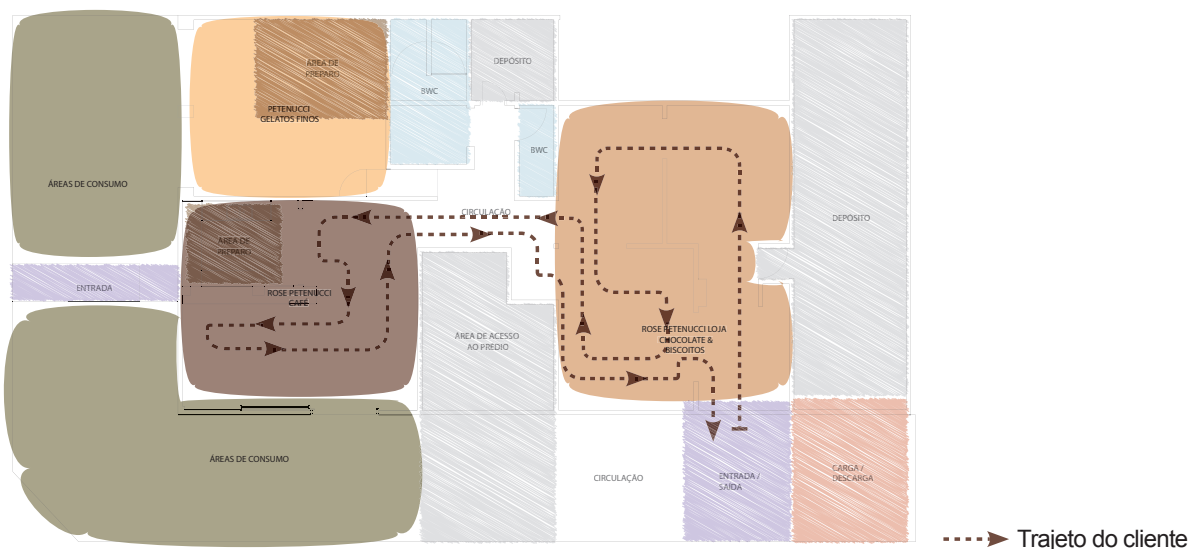 ÁREA DE
PREPARO
DEPÓSITO
BWC
PETENUCCI
GELATOS FINOS
BWC
ÁREAS DE CONSUMO
CIRCULAÇÃO
DEPÓSITO
ÁREA DE
PREPARO
ENTRADA
ROSE PETENUCCI
CAFÉ
ÁREA DE ACESSO
AO PREDIO
ROSE PETENUCCI LOJA
CHOCOLATE &
BISCOITOS
ÁREAS DE CONSUMO
CIRCULAÇÃO
ENTRADA /
SAÍDA
CARGA /
DESCARGA
Trajeto do cliente